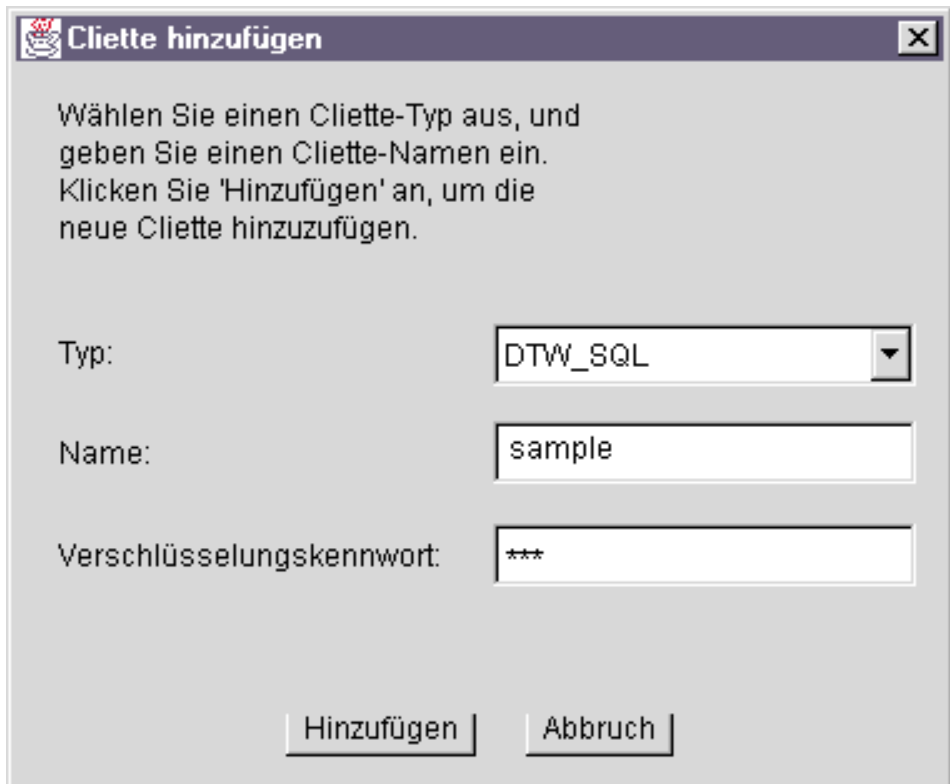 Cliette hinzufügen
Wählen Sie einen Cliette-Typ aus, und
geben Sie einen Cliette-Namen ein.
Klicken Sie 'Hinzufügen' an, um die
neue Cliette hinzuzufügen.
Typ: DTW_SQL
Name: sample
Verschlüsselungskennwort: ***
Hinzufügen Abbruch